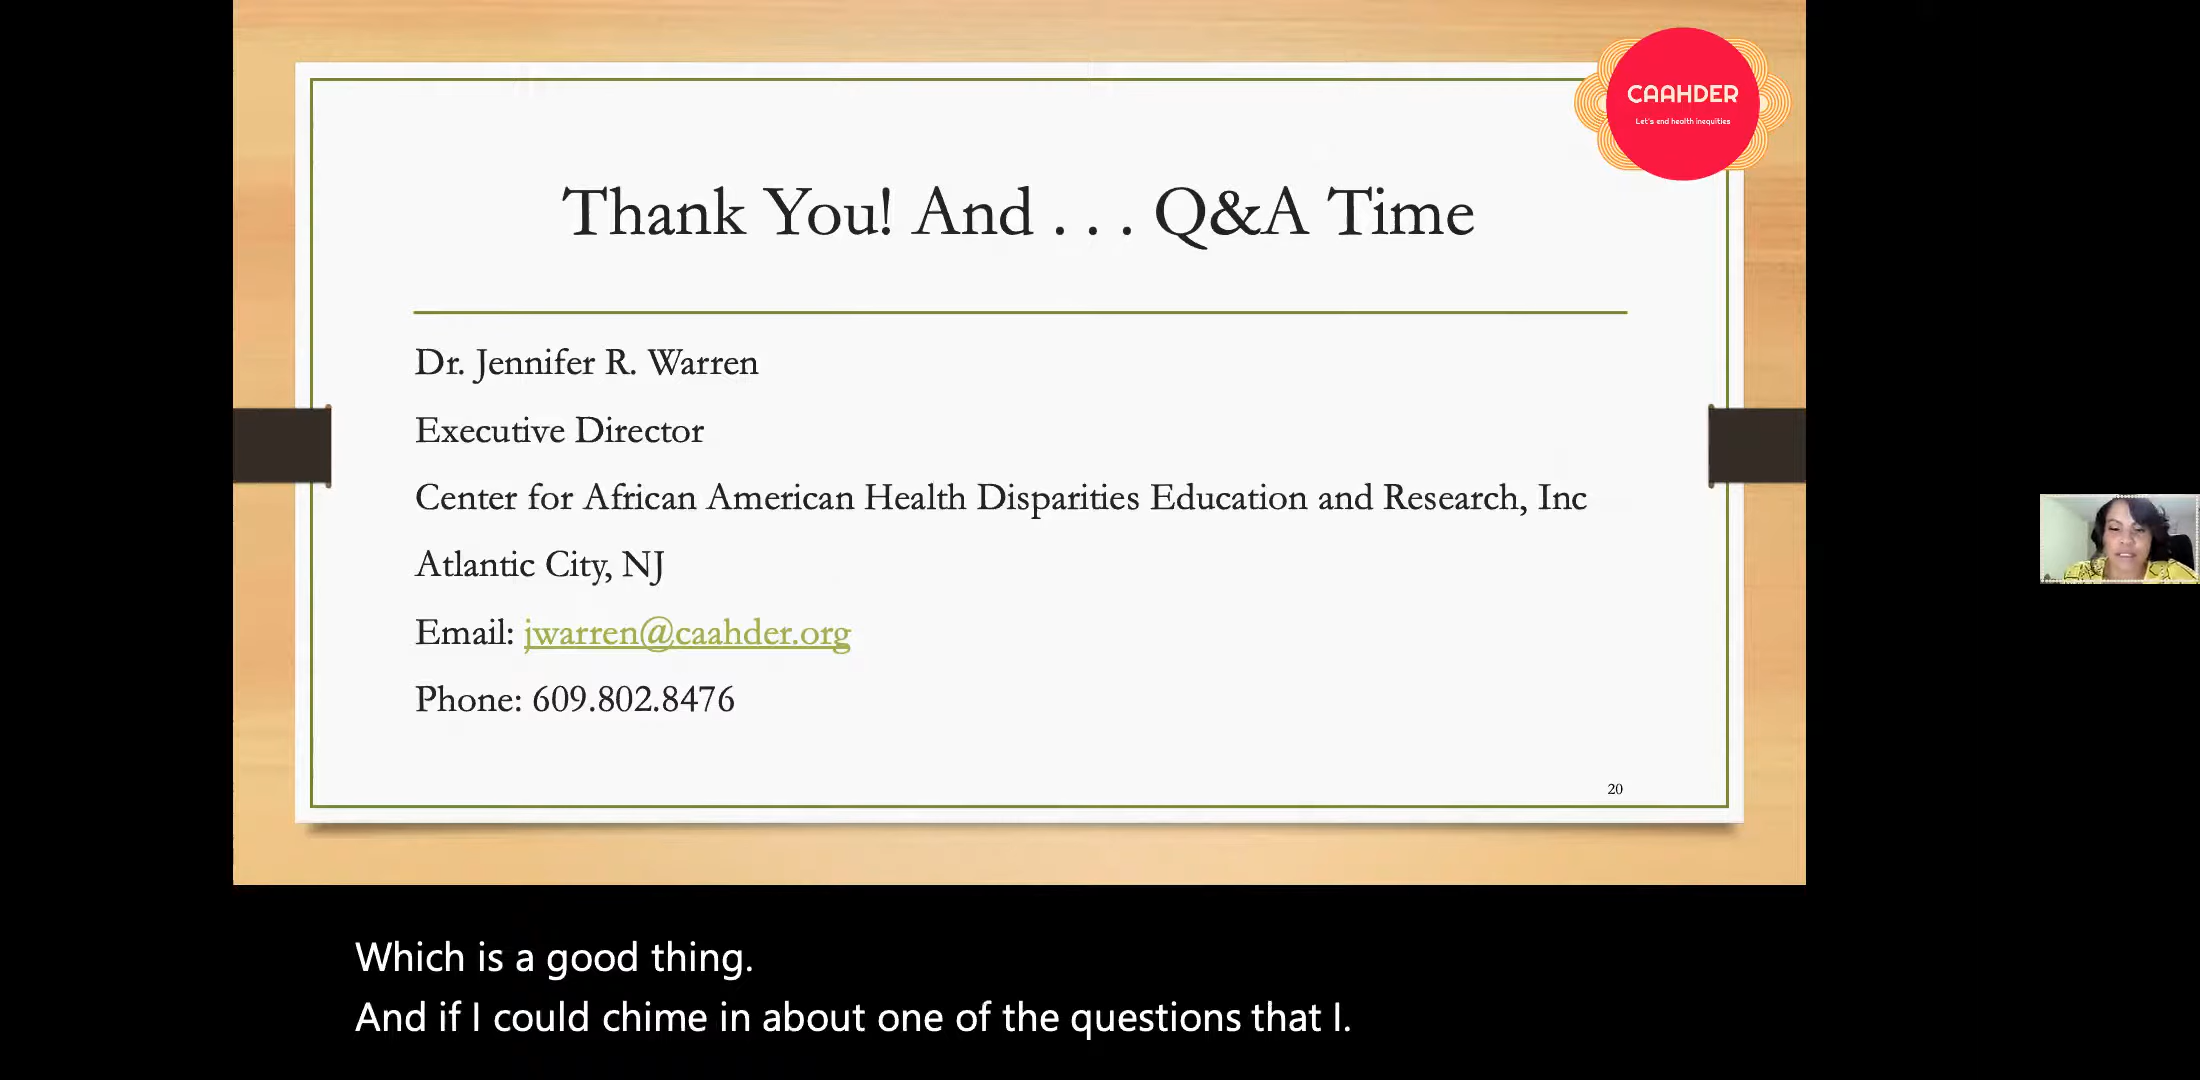 CAAHDER
Let's end health inequities
Thank You! And . . . Q&A Time
Dr. Jennifer R. Warren
Executive Director
Center for African American Health Disparities Education and Research, Inc
Atlantic City, NJ
Email: jwarren@caahder.org
Phone: 609.802.8476
20
Which is a good thing.
And if I could chime in about one of the questions that I.